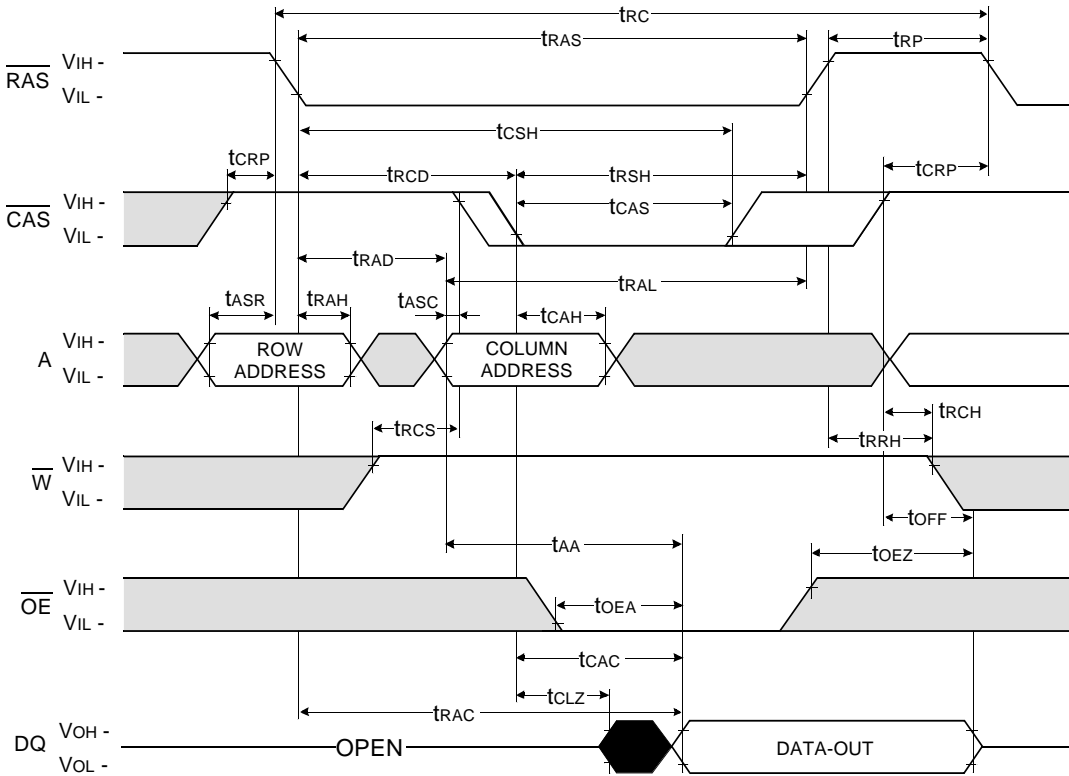 tRC
tRAS
tRP
RAS
VIH -
VIL -
tCSH
tCRP
tRCD
tRSH
tCRP
CAS
VIH -
VIL -
tCAS
tRAD
tRAL
tASR
tRAH
tASC
tCAH
A
VIH -
VIL -
ROW
ADDRESS
COLUMN
ADDRESS
tRCS
tRCH
tRRH
W
VIH -
VIL -
tOFF
tAA
tOEZ
OE
VIH -
VIL -
tOEA
tCAC
tCLZ
tRAC
DQ
VOH -
VOL -
OPEN
DATA-OUT